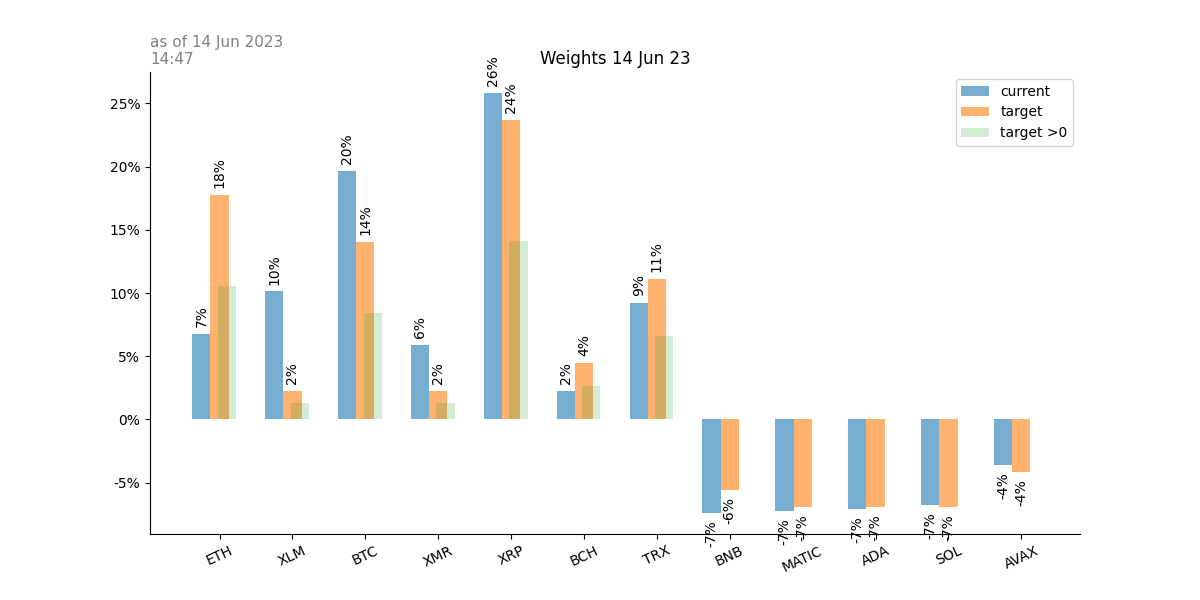 as of 14 Jun 2023
14:47
Weights 14 Jun 23
current
target
target >0
25%
20%
15%
10%
5%
0%
-5%
7%
18%
10%
2%
20%
14%
6%
2%
26%
24%
2%
4%
9%
11%
-7%
-6%
-7%
-7%
-7%
-7%
-7%
-7%
-4%
-4%
ETH
XLM
BTC
XMR
XRP
BCH
TRX
BNB
MATIC
ADA
SOL
AVAX